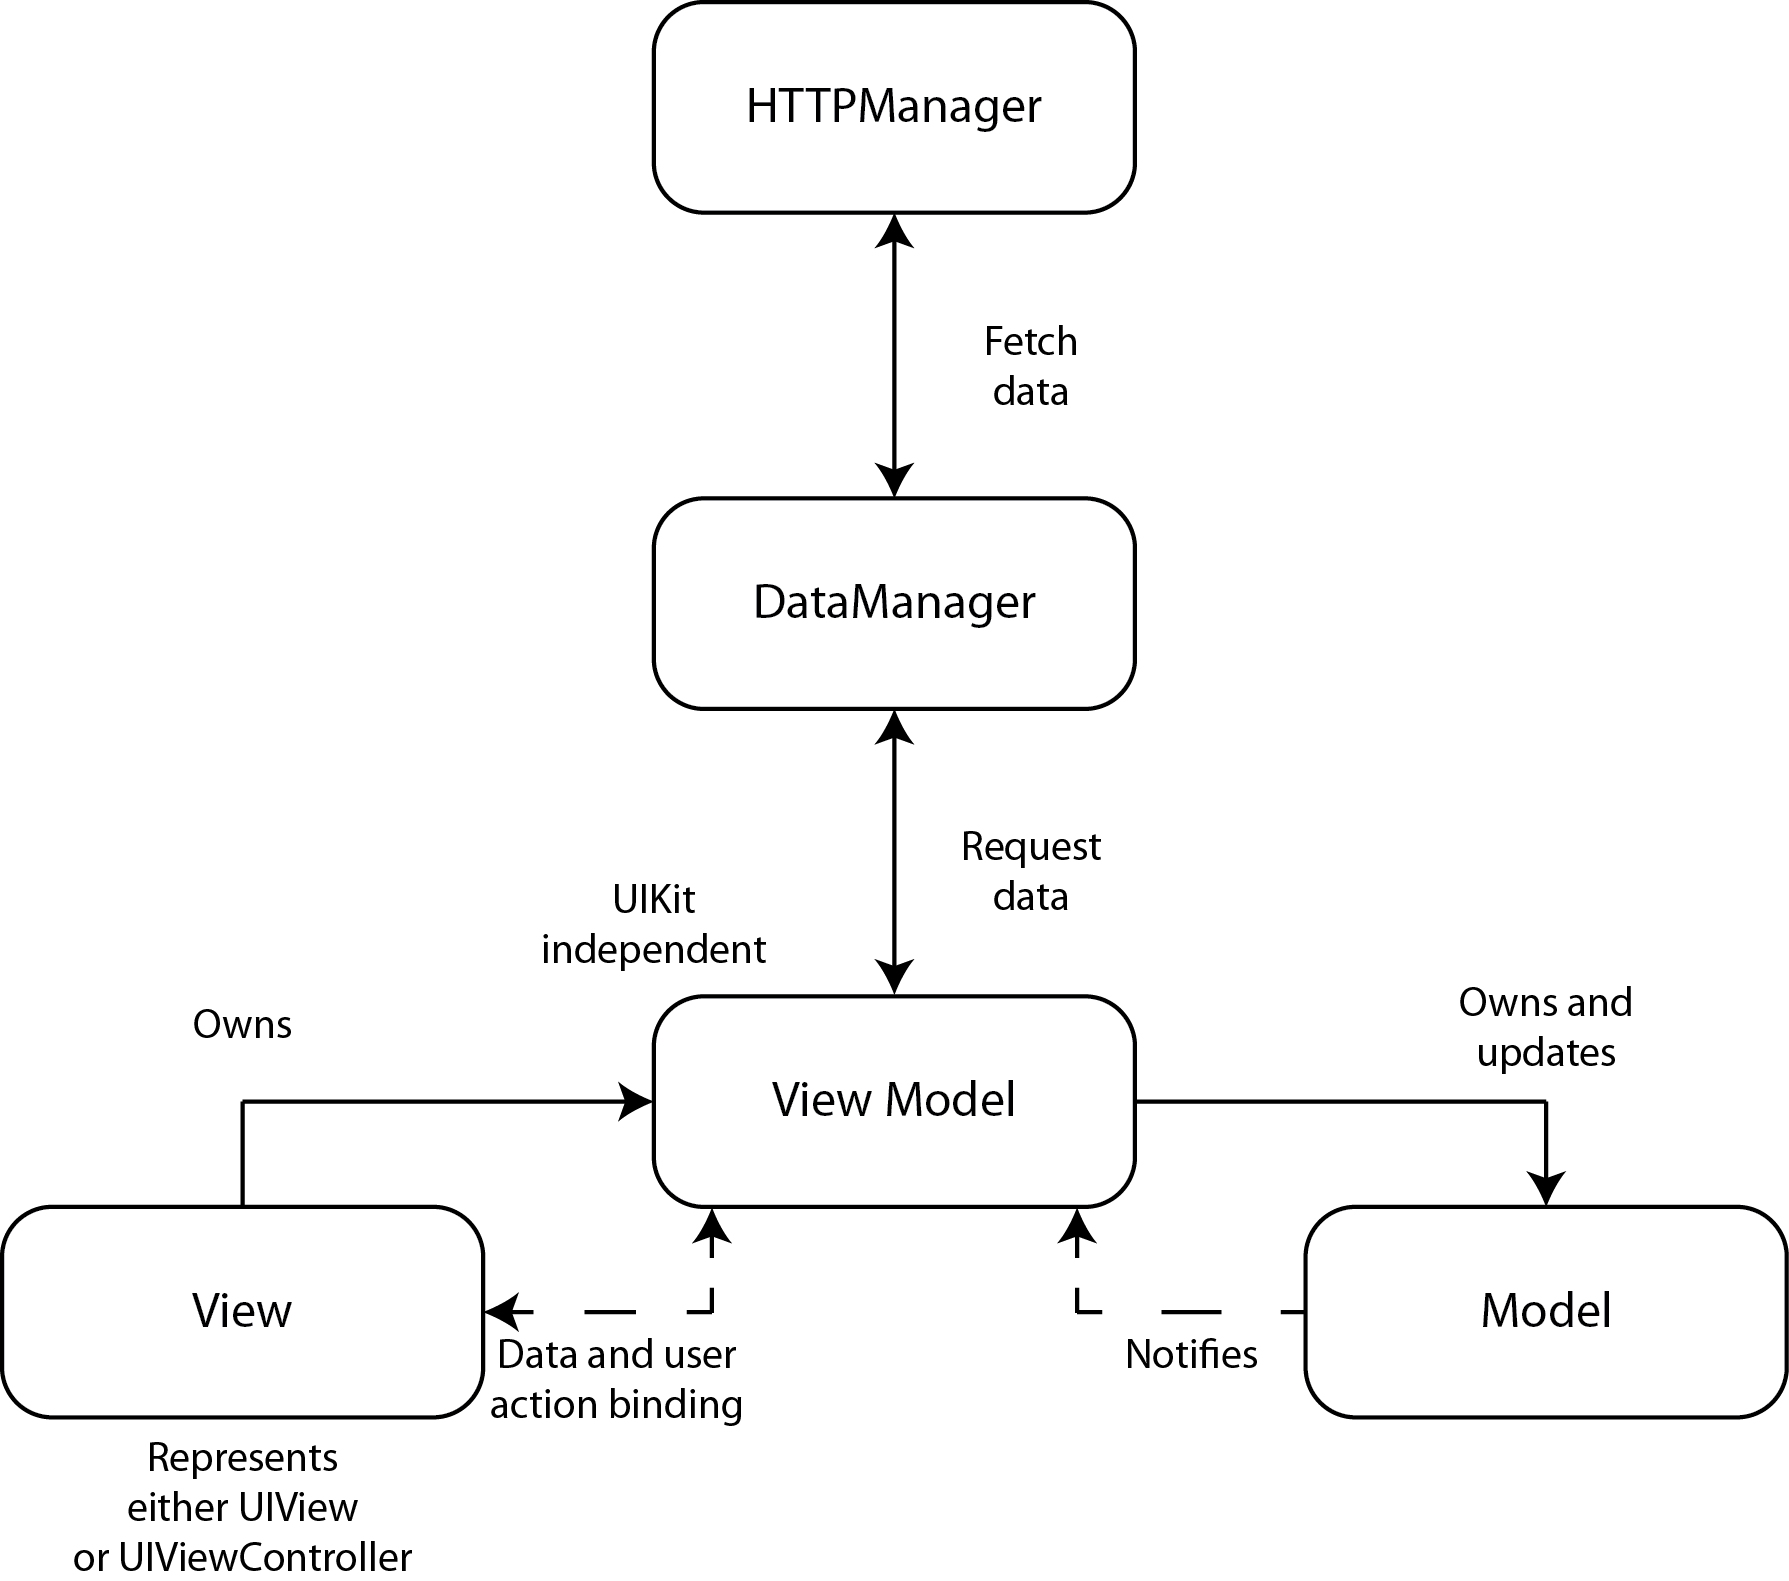 HTTPManager
Fetch
data
DataManager
Request
data
UIKit
independent
Owns
Owns and
updates
View Model
View
Data and user
action binding
Notifies
Model
Represents
either UIView
or UIViewController